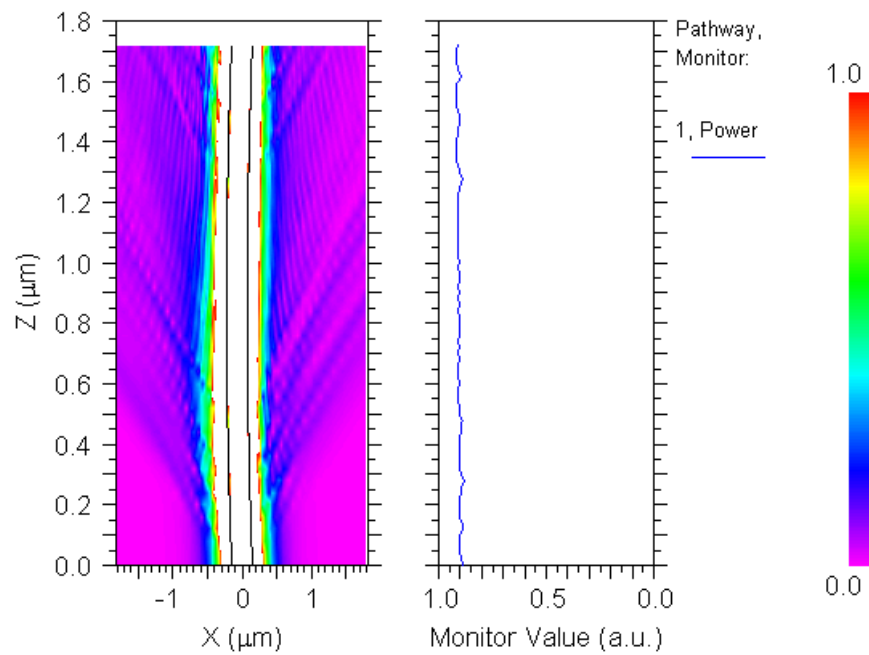 1.8
1.6
1.4
1.2
1.0
0.8
0.6
0.4
0.2
0.0
Z (μm)
-1 0 1
X (μm)
1.0 0.5 0.0
Monitor Value (a.u.)
Pathway,
Monitor:
1, Power
1.0
0.0